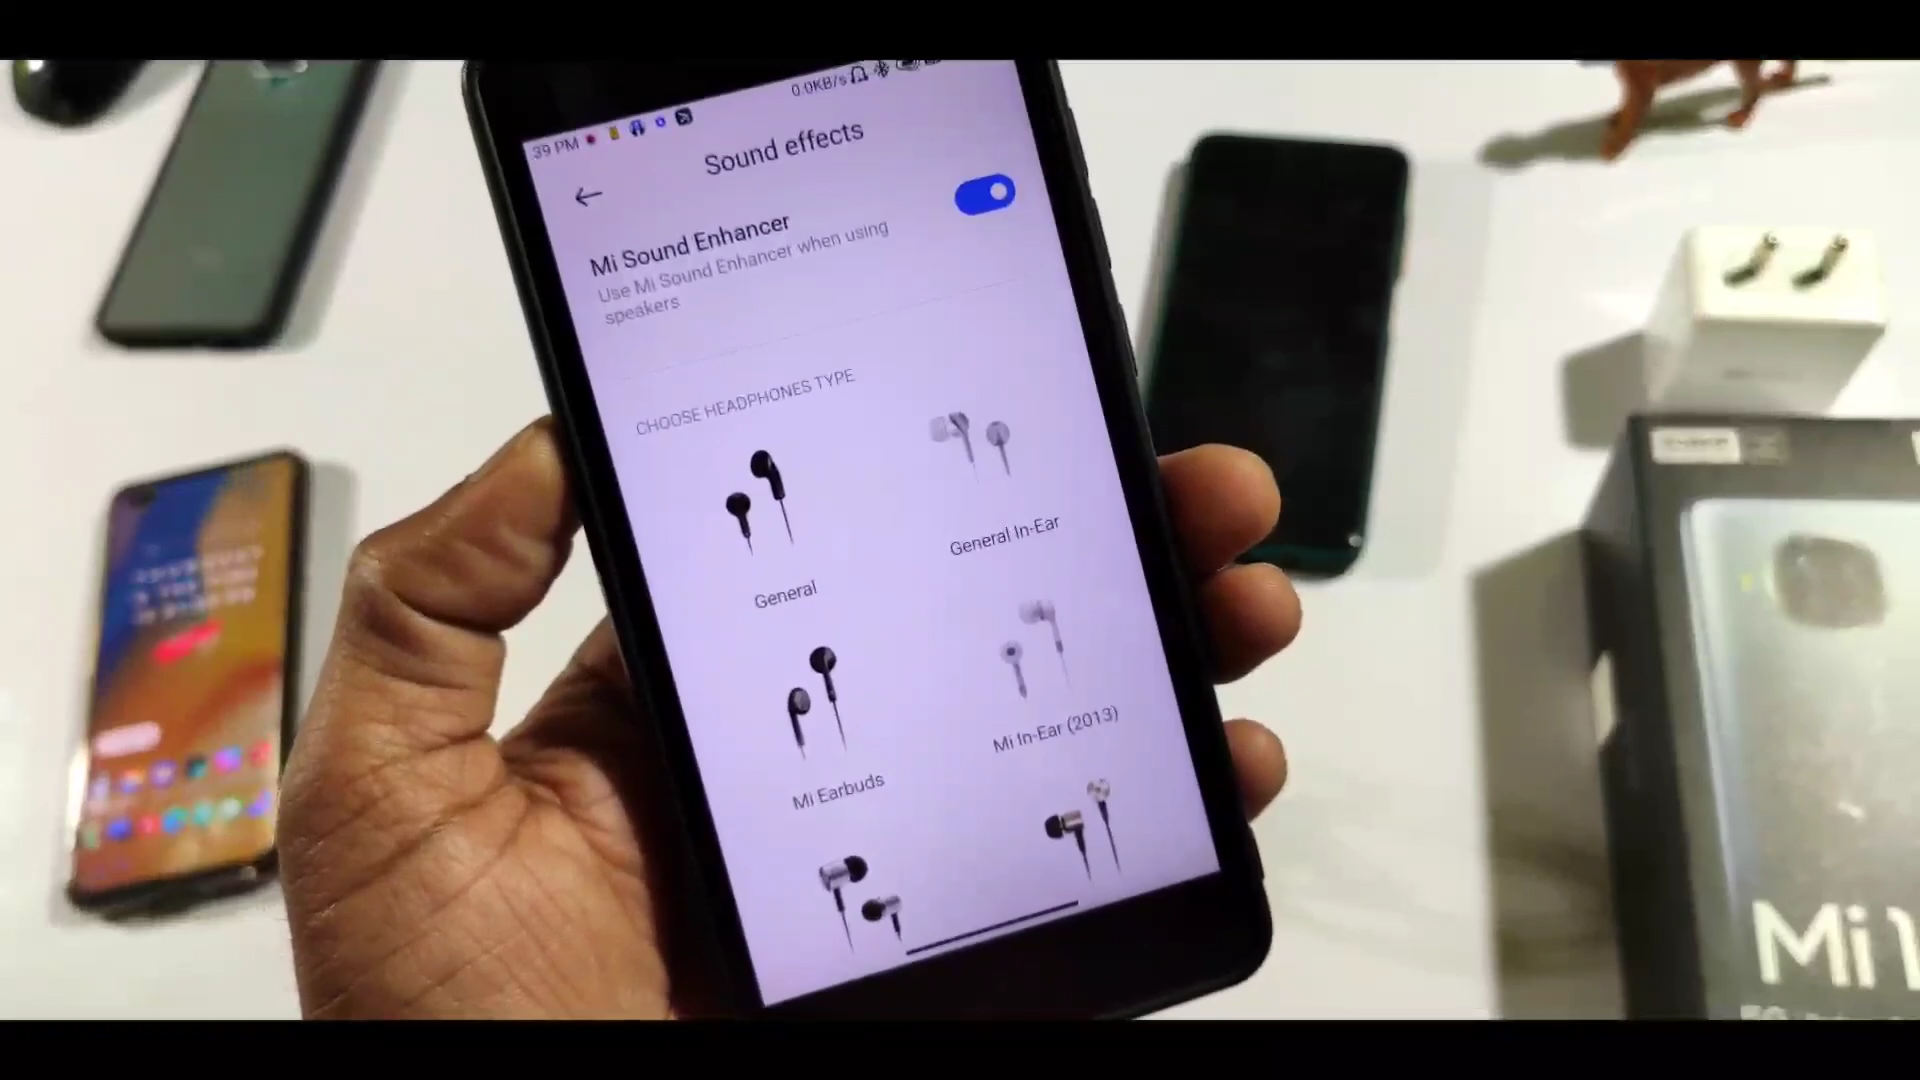 39 PM
0.0KB/s
Sound effects
Mi Sound Enhancer
Use Mi Sound Enhancer when using
speakers
CHOOSE HEADPHONES TYPE
General
General In-Ear
Mi Earbuds
Mi In-Ear (2013)
Mi 1